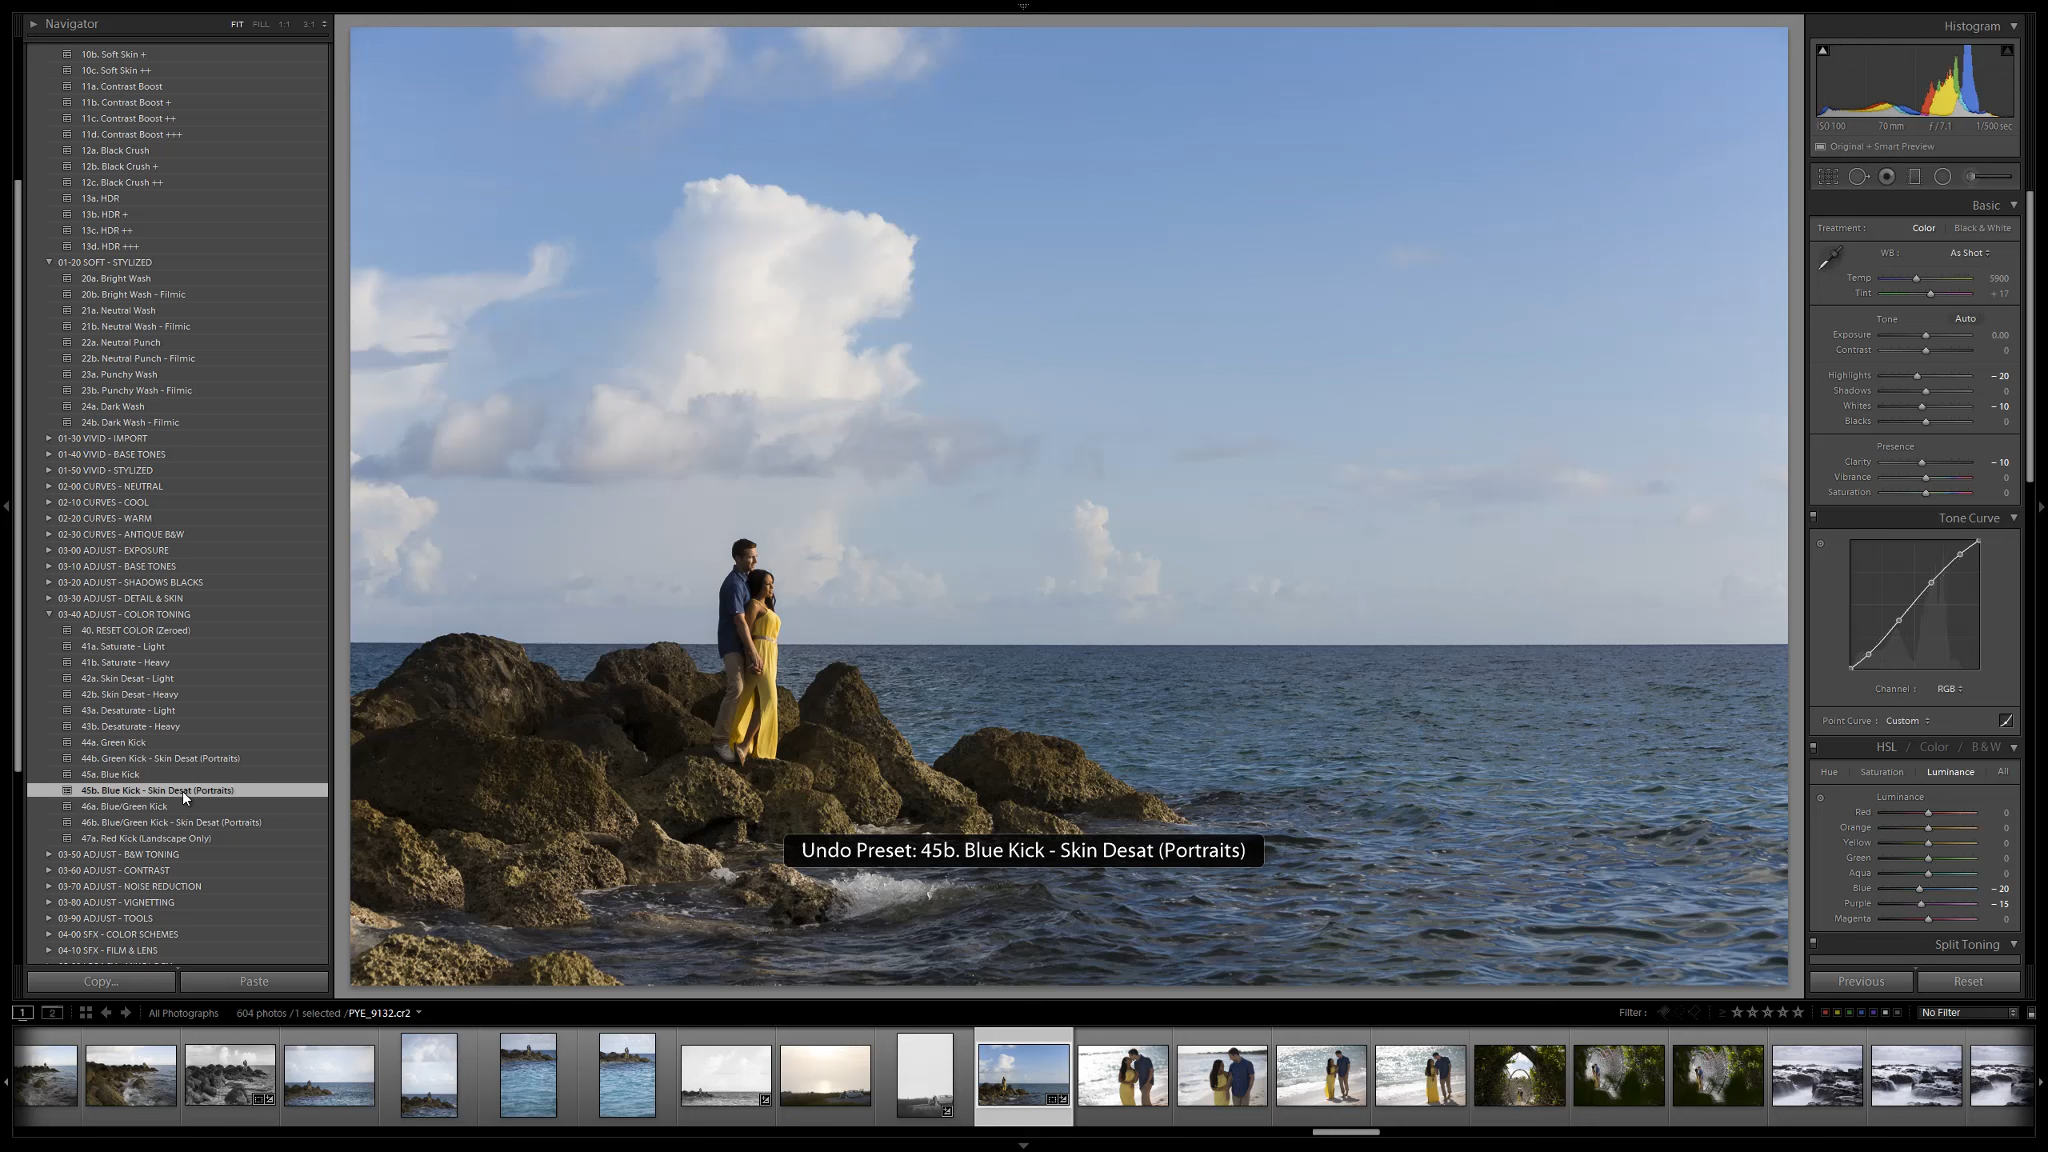 Navigator
FIT FILL 1:1 3:1
10b. Soft Skin +
10c. Soft Skin ++
11a. Contrast Boost
11b. Contrast Boost +
11c. Contrast Boost ++
11d. Contrast Boost +++
12a. Black Crush
12b. Black Crush +
12c. Black Crush ++
13a. HDR
13b. HDR +
13c. HDR ++
13d. HDR +++
01-20 SOFT - STYLIZED
20a. Bright Wash
20b. Bright Wash - Filmic
21a. Neutral Wash
21b. Neutral Wash - Filmic
22a. Neutral Punch
22b. Neutral Punch - Filmic
23a. Punchy Wash
23b. Punchy Wash - Filmic
24a. Dark Wash
24b. Dark Wash - Filmic
01-30 VIVID - IMPORT
01-40 VIVID - BASE TONES
01-50 VIVID - STYLIZED
02-00 CURVES - NEUTRAL
02-10 CURVES - COOL
02-20 CURVES - WARM
02-30 CURVES - ANTIQUE B&W
03-00 ADJUST - EXPOSURE
03-10 ADJUST - BASE TONES
03-20 ADJUST - SHADOWS BLACKS
03-30 ADJUST - DETAIL & SKIN
03-40 ADJUST - COLOR TONING
40. RESET COLOR (Zeroed)
41a. Saturate - Light
41b. Saturate - Heavy
42a. Skin Desat - Light
42b. Skin Desat - Heavy
43a. Desaturate - Light
43b. Desaturate - Heavy
44a. Green Kick
44b. Green Kick - Skin Desat (Portraits)
45a. Blue Kick
45b. Blue Kick - Skin Desat (Portraits)
46a. Blue/Green Kick
46b. Blue/Green Kick - Skin Desat (Portraits)
47a. Red Kick (Landscape Only)
03-50 ADJUST - B&W TONING
03-60 ADJUST - CONTRAST
03-70 ADJUST - NOISE REDUCTION
03-80 ADJUST - VIGNETTING
03-90 ADJUST - TOOLS
04-00 SFX - COLOR SCHEMES
04-10 SFX - FILM & LENS
Copy... Paste
Undo Preset: 45b. Blue Kick - Skin Desat (Portraits)
Histogram
ISO 100 70 mm ƒ / 7.1 1/500 sec
Original + Smart Preview
Basic
Treatment : Color Black & White
WB : As Shot
Temp 5900
Tint + 17
Tone Auto
Exposure 0.00
Contrast 0
Highlights − 20
Shadows 0
Whites − 10
Blacks 0
Presence
Clarity − 10
Vibrance 0
Saturation 0
Tone Curve
Channel : RGB
Point Curve : Custom
HSL / Color / B & W
Hue Saturation Luminance All
Luminance
Red 0
Orange 0
Yellow 0
Green 0
Aqua 0
Blue − 20
Purple − 15
Magenta 0
Split Toning
Previous Reset
1 2 All Photographs 604 photos / 1 selected / PYE_9132.cr2
Filter : No Filter